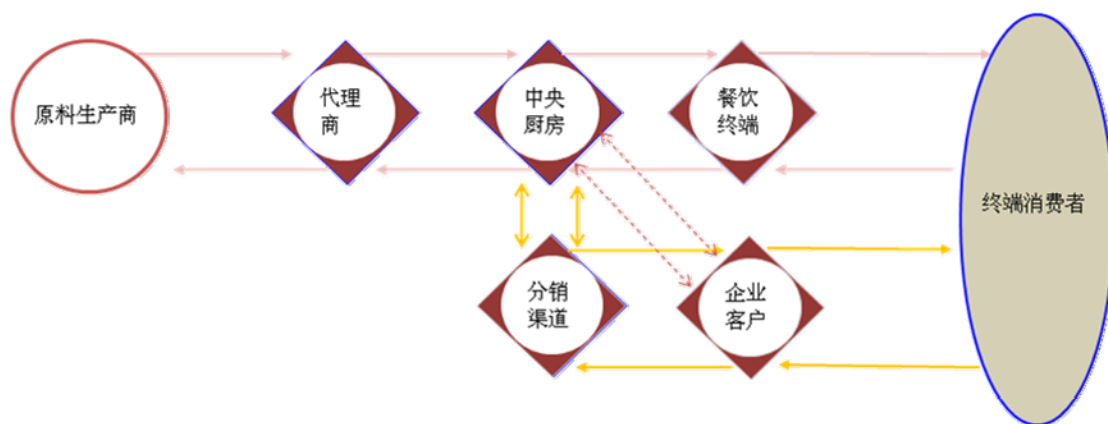 原料生产商
代理
商
中央
厨房
餐饮
终端
终端消费者
分销
渠道
企业
客户